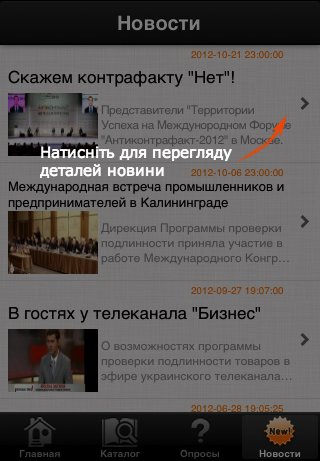 Новости
2012-10-21 23:00:00
Скажем контрафакту "Нет"!
Представители "Территории
Успеха на Международном Форуме
"Антиконтрафакт-2012" в Москве.
Натисніть для перегляду
деталей новини
2012-10-06 23:00:00
Международная встреча промышленников и
предпринимателей в Калининграде
Дирекция Программы проверки
подлинности приняла участие в
работе Международного Конгр...
2012-09-27 19:07:00
В гостях у телеканала "Бизнес"
О возможностях программы
проверки подлинности товаров в
эфире украинского телеканала...
2012-06-28 19:05:25
New!
Главная
Каталог
Опросы
Новости